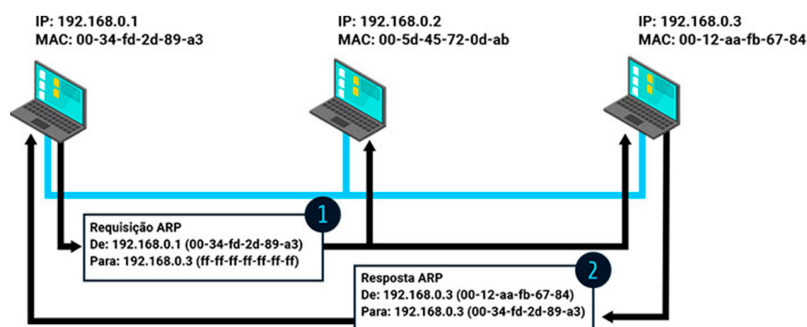 IP: 192.168.0.1
MAC: 00-34-fd-2d-89-a3
IP: 192.168.0.2
MAC: 00-5d-45-72-0d-ab
IP: 192.168.0.3
MAC: 00-12-aa-fb-67-84
1
Requisição ARP
De: 192.168.0.1 (00-34-fd-2d-89-a3)
Para: 192.168.0.3 (ff-ff-ff-ff-ff-ff-ff)
2
Resposta ARP
De: 192.168.0.3 (00-12-aa-fb-67-84)
Para: 192.168.0.3 (00-34-fd-2d-89-a3)